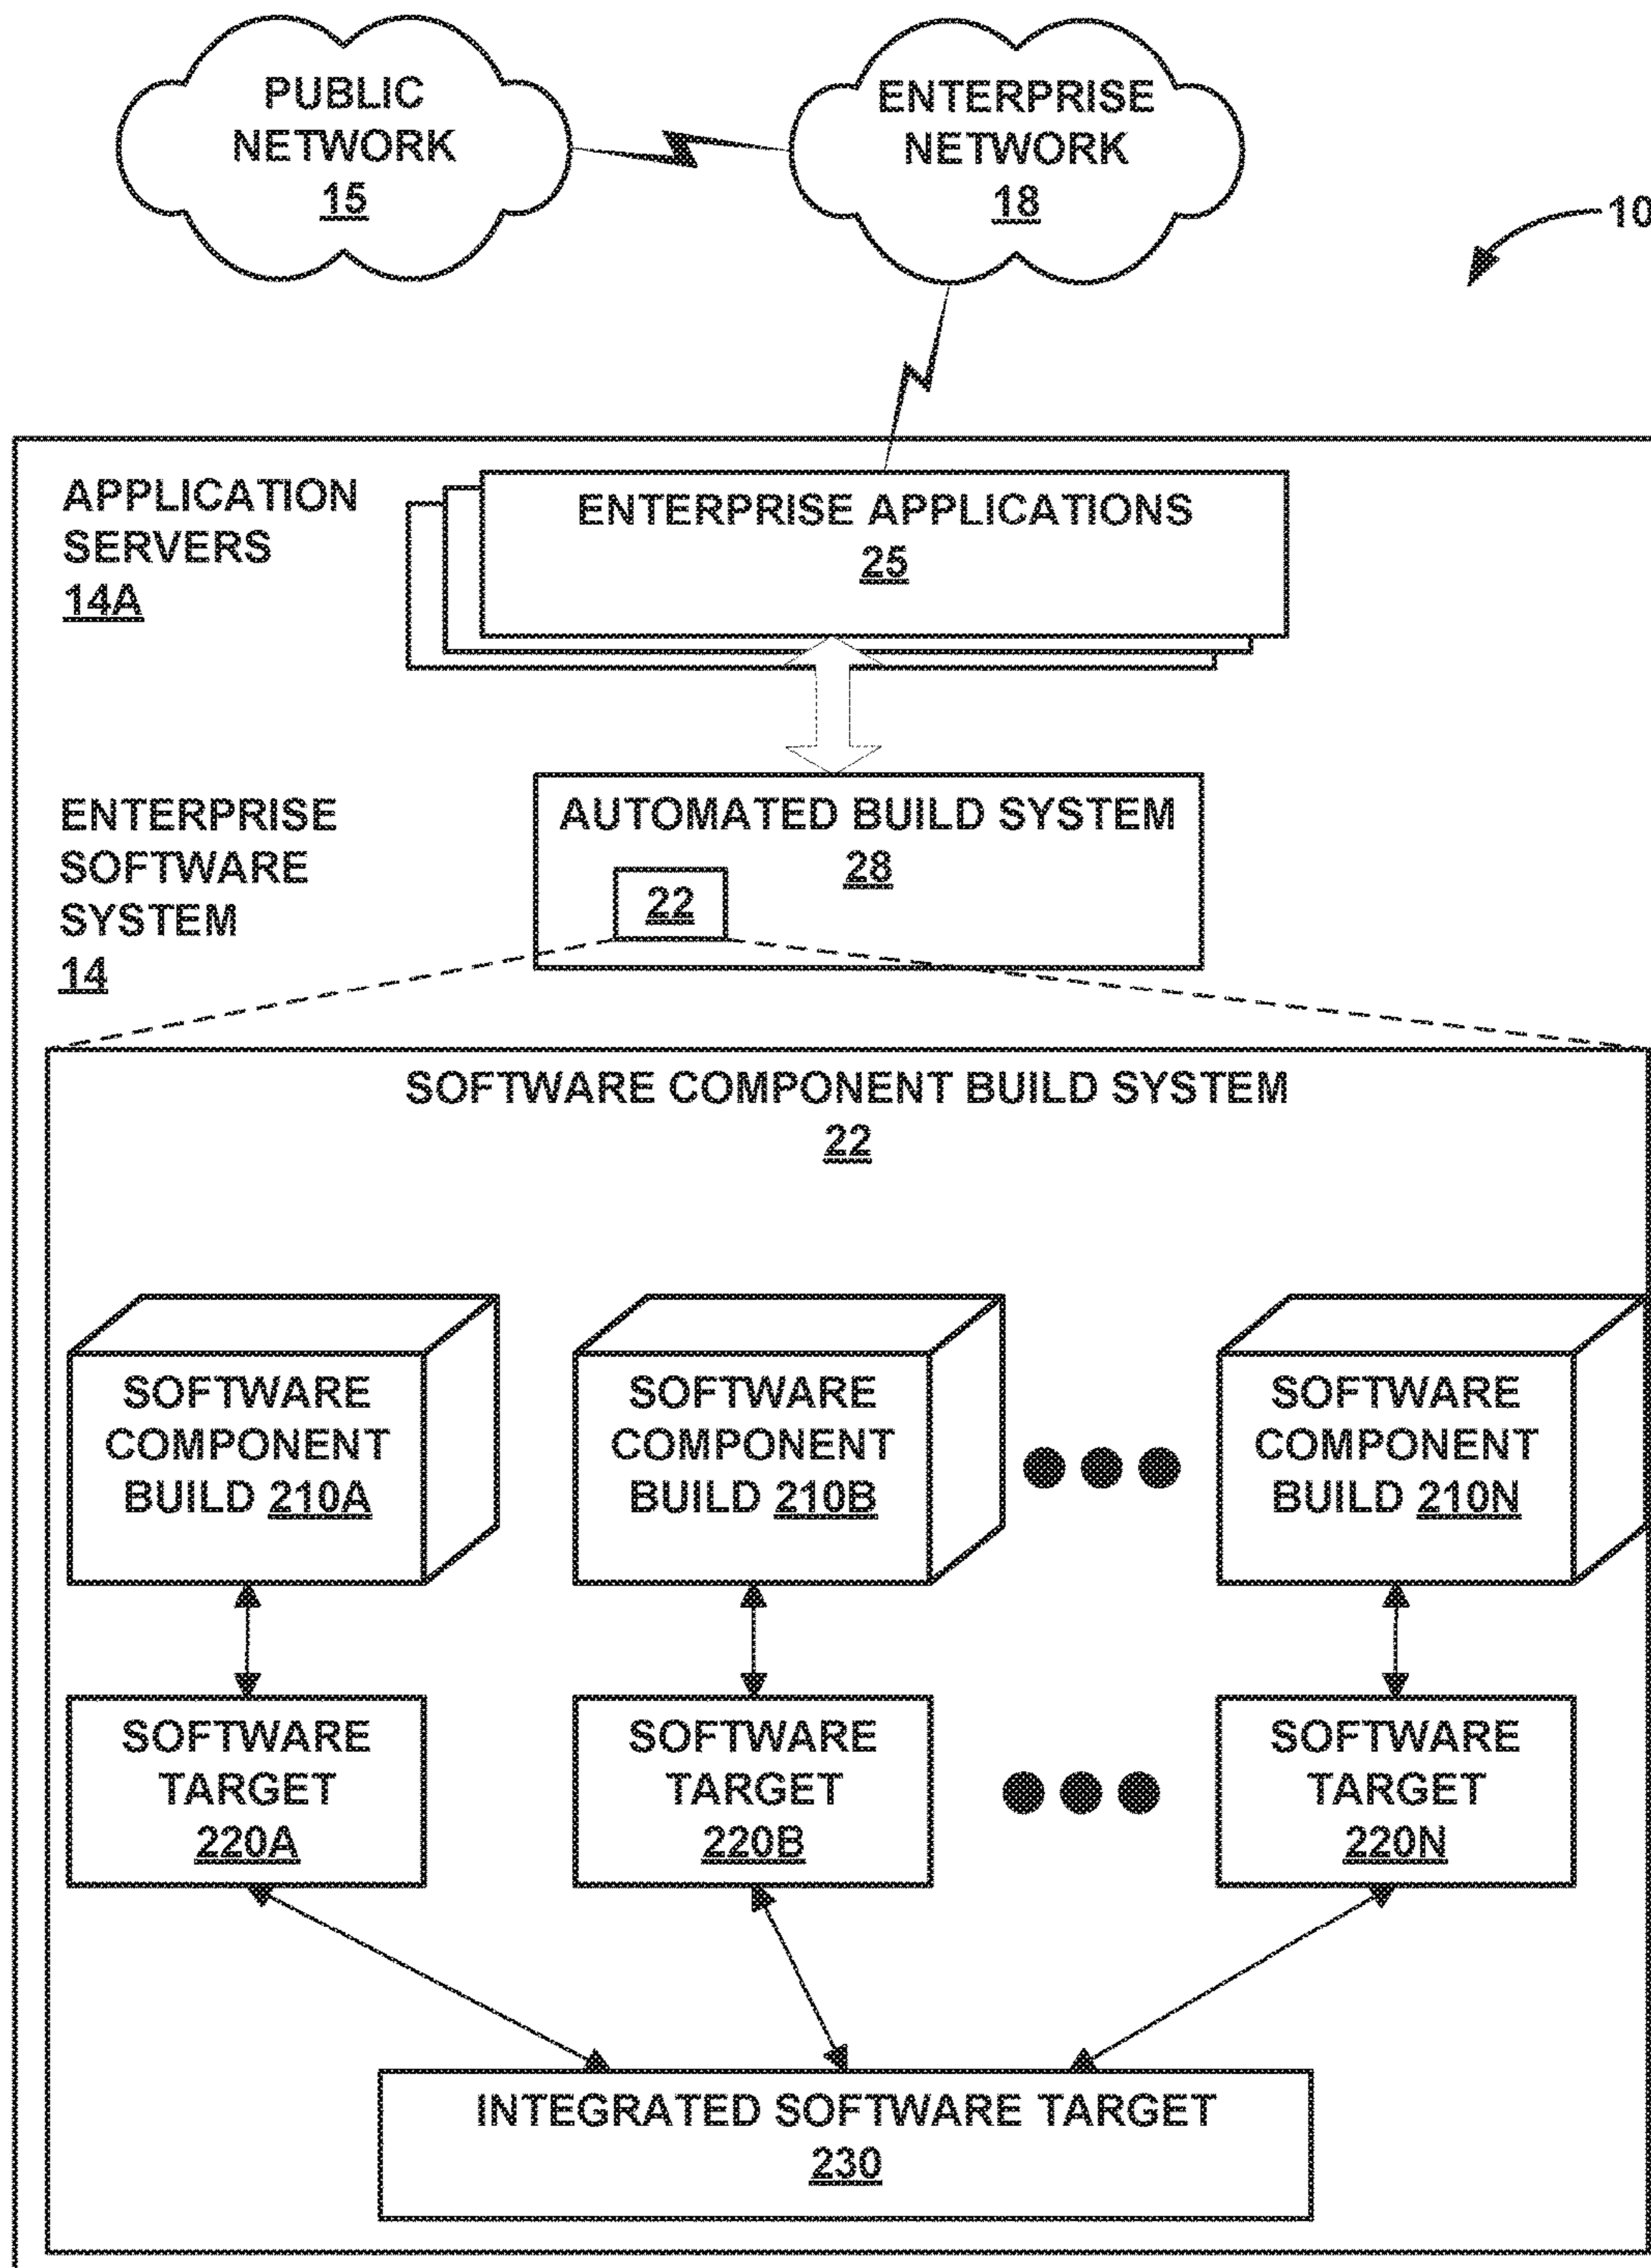 PUBLIC
NETWORK
15
ENTERPRISE
NETWORK
18
10
APPLICATION
SERVERS
14A
ENTERPRISE APPLICATIONS
25
ENTERPRISE
SOFTWARE
SYSTEM
14
AUTOMATED BUILD SYSTEM
28
22
SOFTWARE COMPONENT BUILD SYSTEM
22
SOFTWARE
COMPONENT
BUILD 210A
SOFTWARE
COMPONENT
BUILD 210B
SOFTWARE
COMPONENT
BUILD 210N
SOFTWARE
TARGET
220A
SOFTWARE
TARGET
220B
SOFTWARE
TARGET
220N
INTEGRATED SOFTWARE TARGET
230